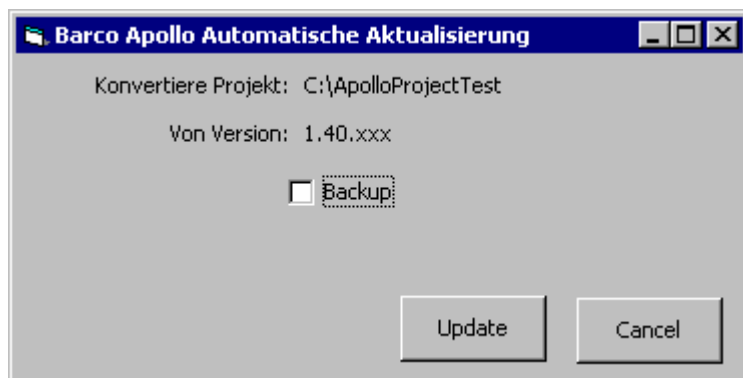 Barco Apollo Automatische Aktualisierung
Konvertiere Projekt: C:\ApolloProjectTest
Von Version: 1.40.xxx
Backup
Update Cancel